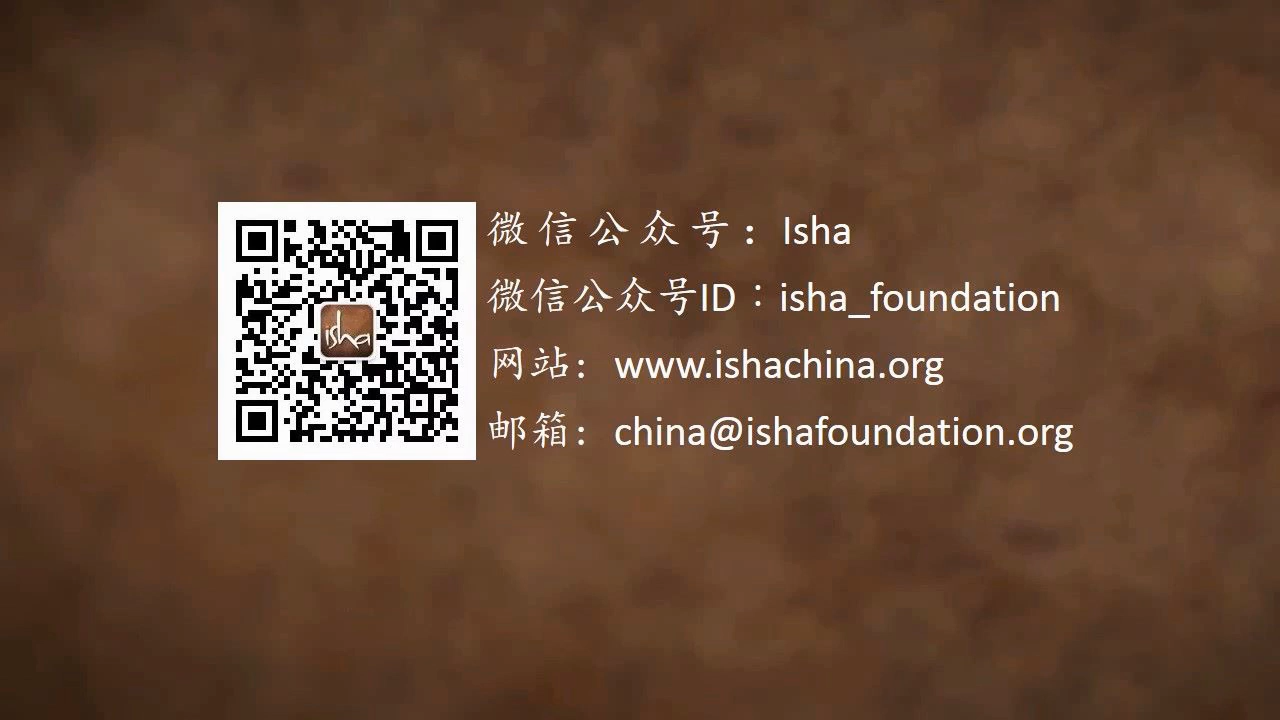 微信公众号：Isha
微信公众号ID：isha_foundation
网站：www.ishachina.org
邮箱：china@ishafoundation.org
isha